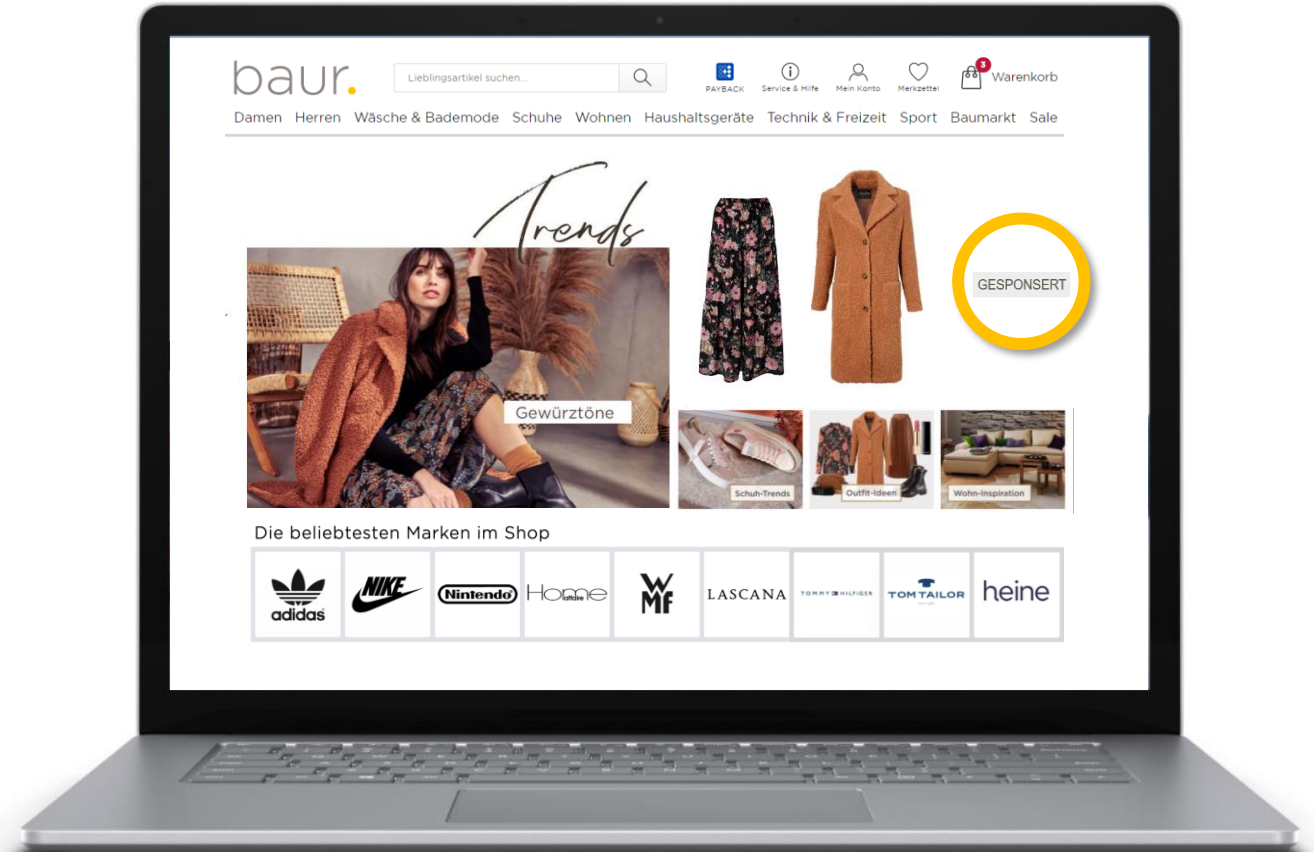 baur.
Lieblingsartikel suchen...
PAYBACK
Service & Hilfe
Mein Konto
Merkzettel
3
Warenkorb
Damen Herren Wäsche & Bademode Schuhe Wohnen Haushaltsgeräte Technik & Freizeit Sport Baumarkt Sale
Trends
GESPONSERT
Gewürztöne
Schuh-Trends
Outfit-Ideen
Wohn-Inspiration
Die beliebtesten Marken im Shop
adidas
NIKE
Nintendo
Home
affaire
WMF
LASCANA
TOMMY HILFIGER
TOM TAILOR
heine